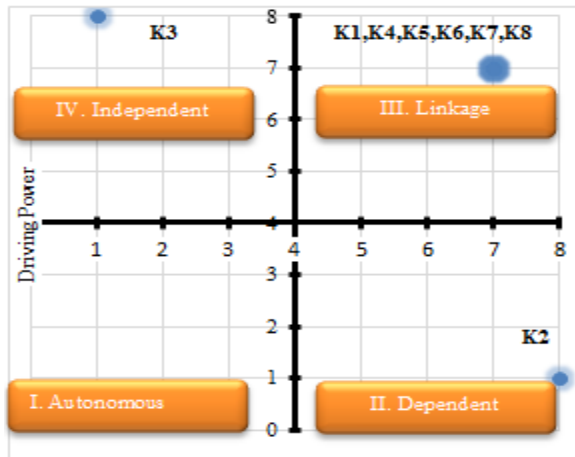 8
K3
K1,K4,K5,K6,K7,K8
7
IV. Independent
III. Linkage
6
5
Driving Power
4
1 2 3 4 5 6 7 8
3
2
K2
1
I. Autonomous
II. Dependent
0